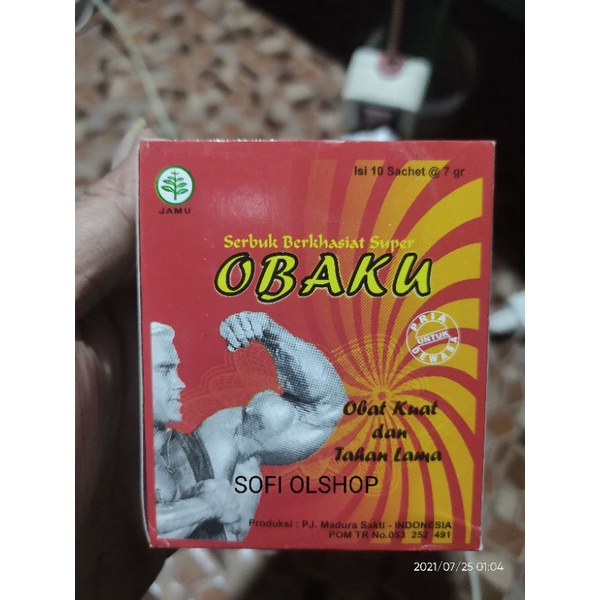 Isi 10 Sachet @ 7 gr
JAMU
Serbuk Berkhasiat Super
OBAKU
PRIA
UNTUK
DEWASA
Obat Kuat
dan
Tahan Lama
SOFI OLSHOP
Produksi : P.J. Madura Sakti - INDONESIA
POM TR No.053 252 491
2021/07/25 01:04